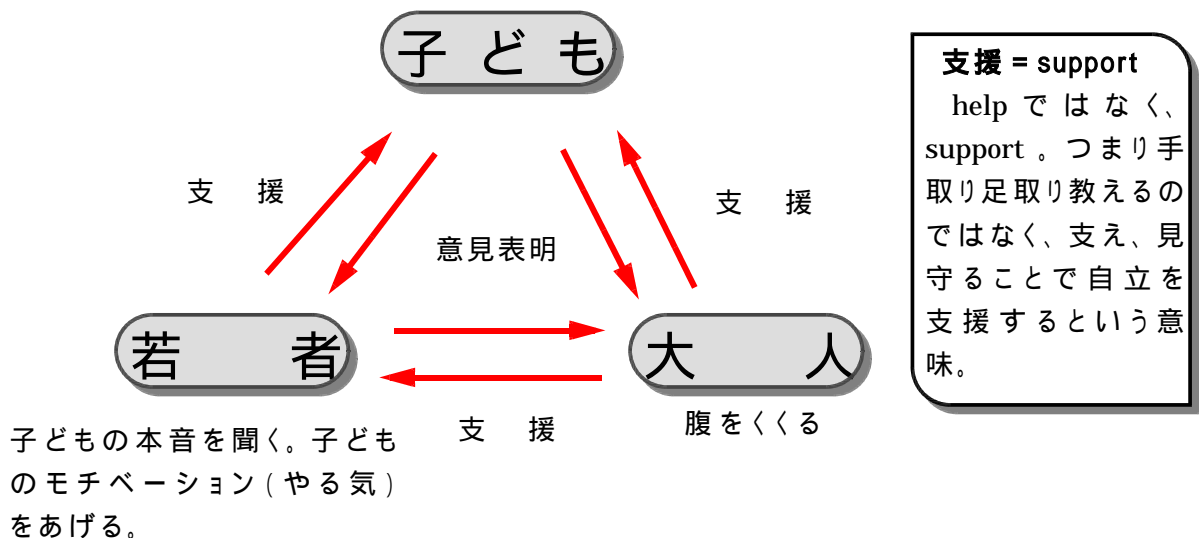 子ども
支援
支援
意見表明
若者
大人
支援
腹をくくる
子どもの本音を聞く。子ども
のモチベーション(やる気)
をあげる。
支援 = support
help ではなく、
support 。つまり手
取り足取り教えるの
ではなく、支え、見
守ることで自立を
支援するという意
味。